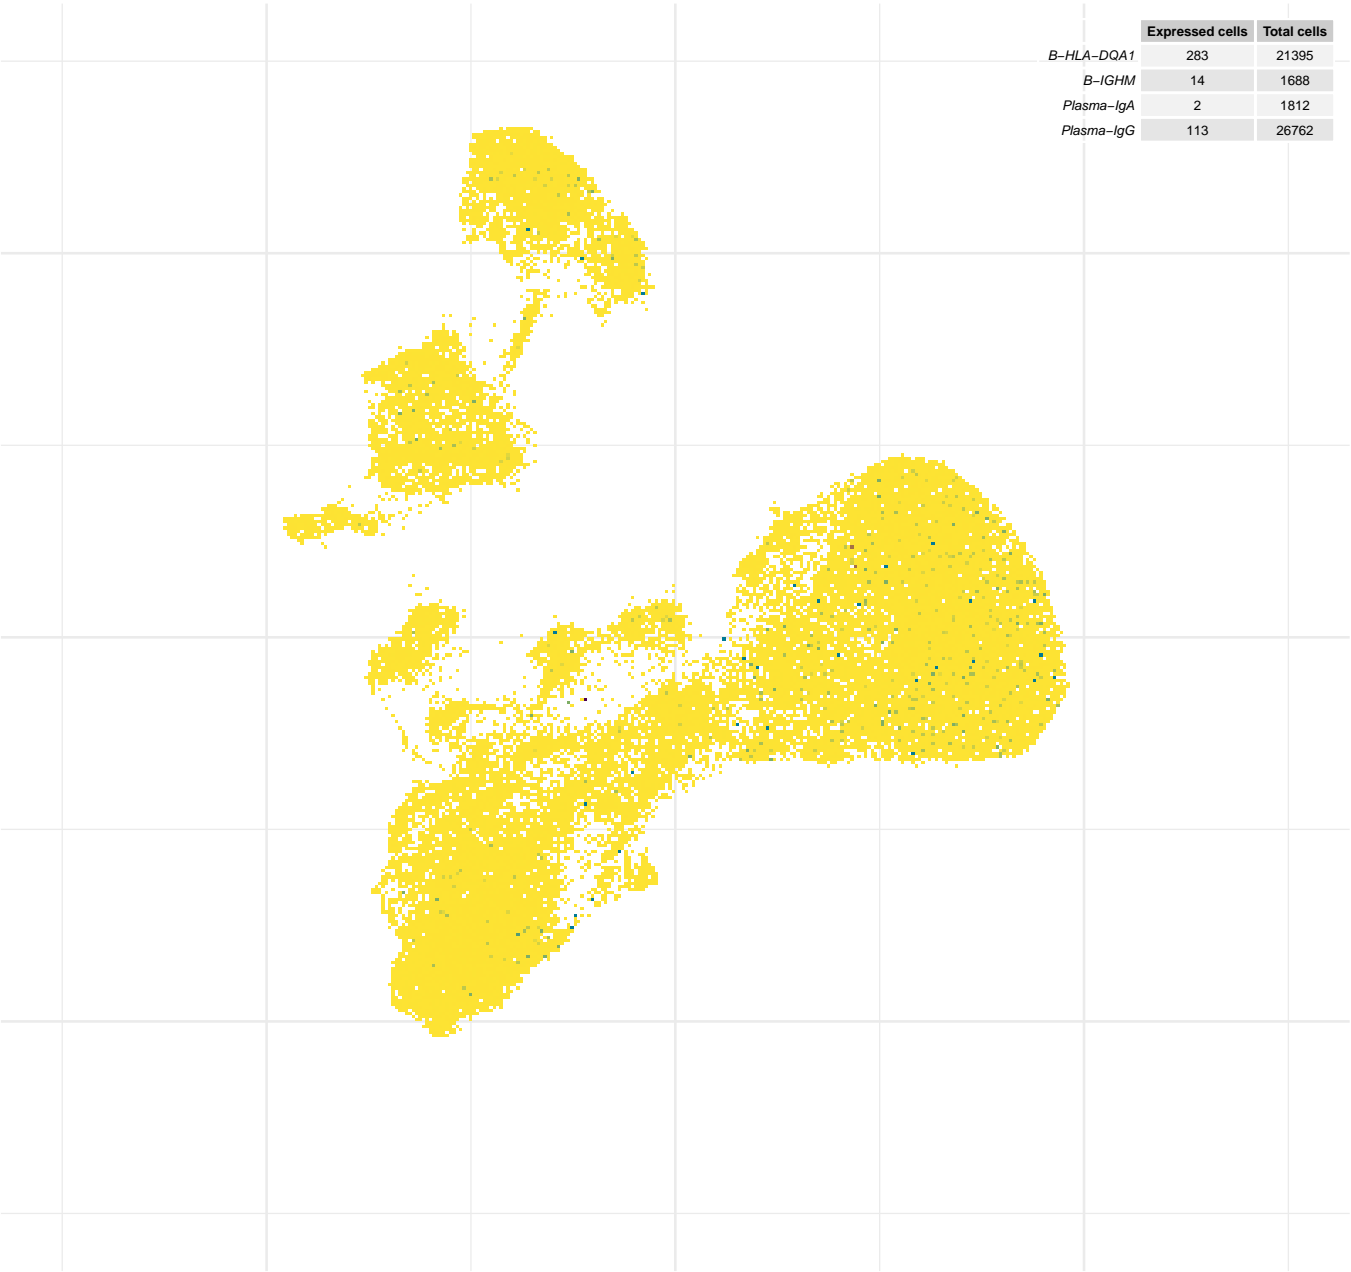 Expressed cells Total cells
B−HLA−DQA1 283 21395
B−IGHM 14 1688
Plasma−IgA 2 1812
Plasma−IgG 113 26762